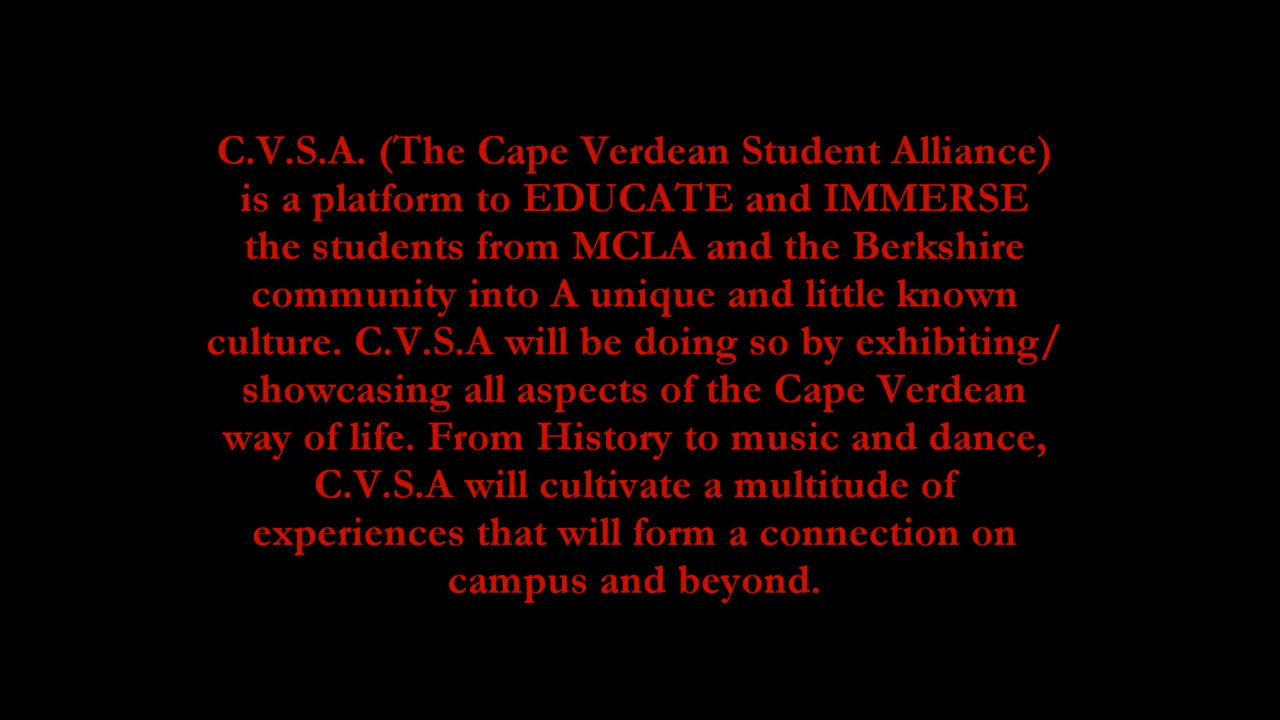 C.V.S.A. (The Cape Verdean Student Alliance)
is a platform to EDUCATE and IMMERSE
the students from MCLA and the Berkshire
community into A unique and little known
culture. C.V.S.A will be doing so by exhibiting/
showcasing all aspects of the Cape Verdean
way of life. From History to music and dance,
C.V.S.A will cultivate a multitude of
experiences that will form a connection on
campus and beyond.